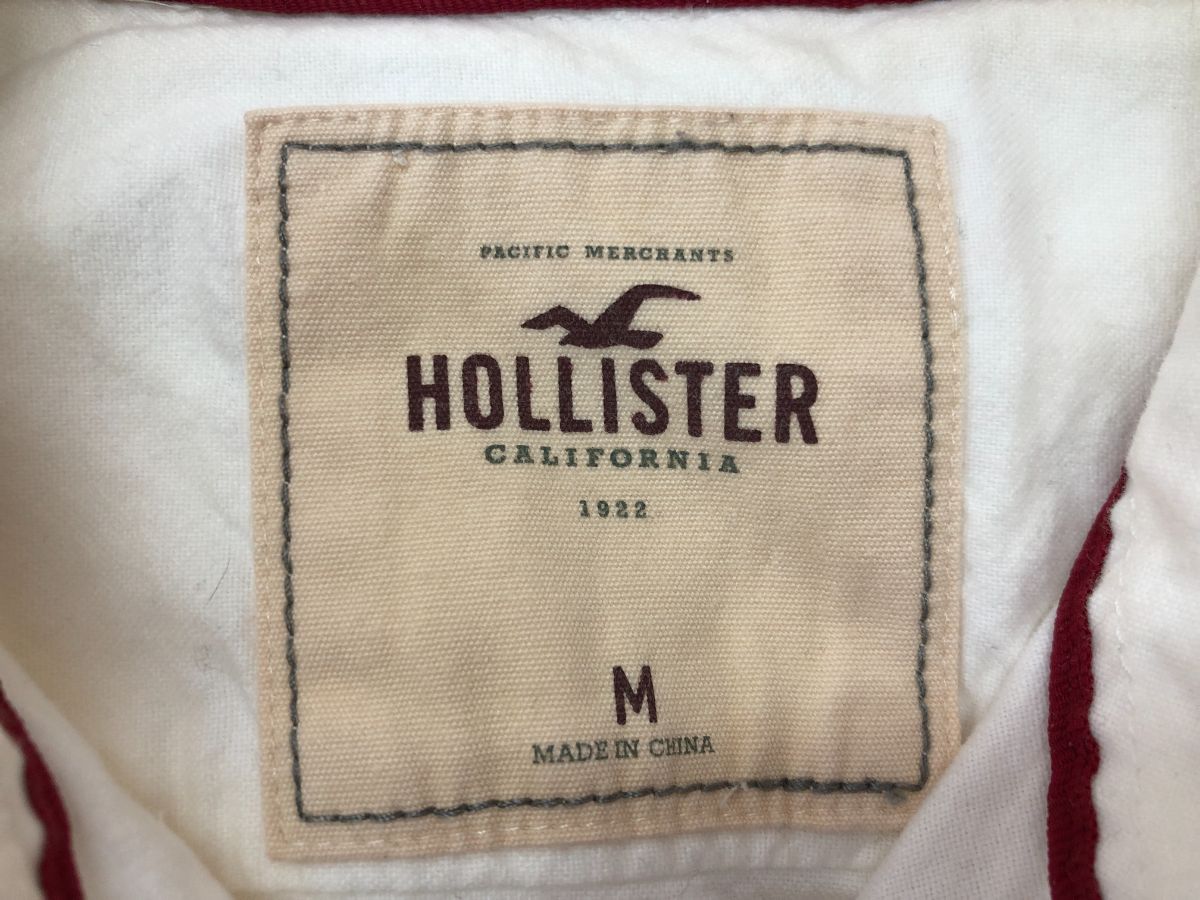 PACIFIC MERCHANTS
HOLLISTER
CALIFORNIA
1922
M
MADE IN CHINA